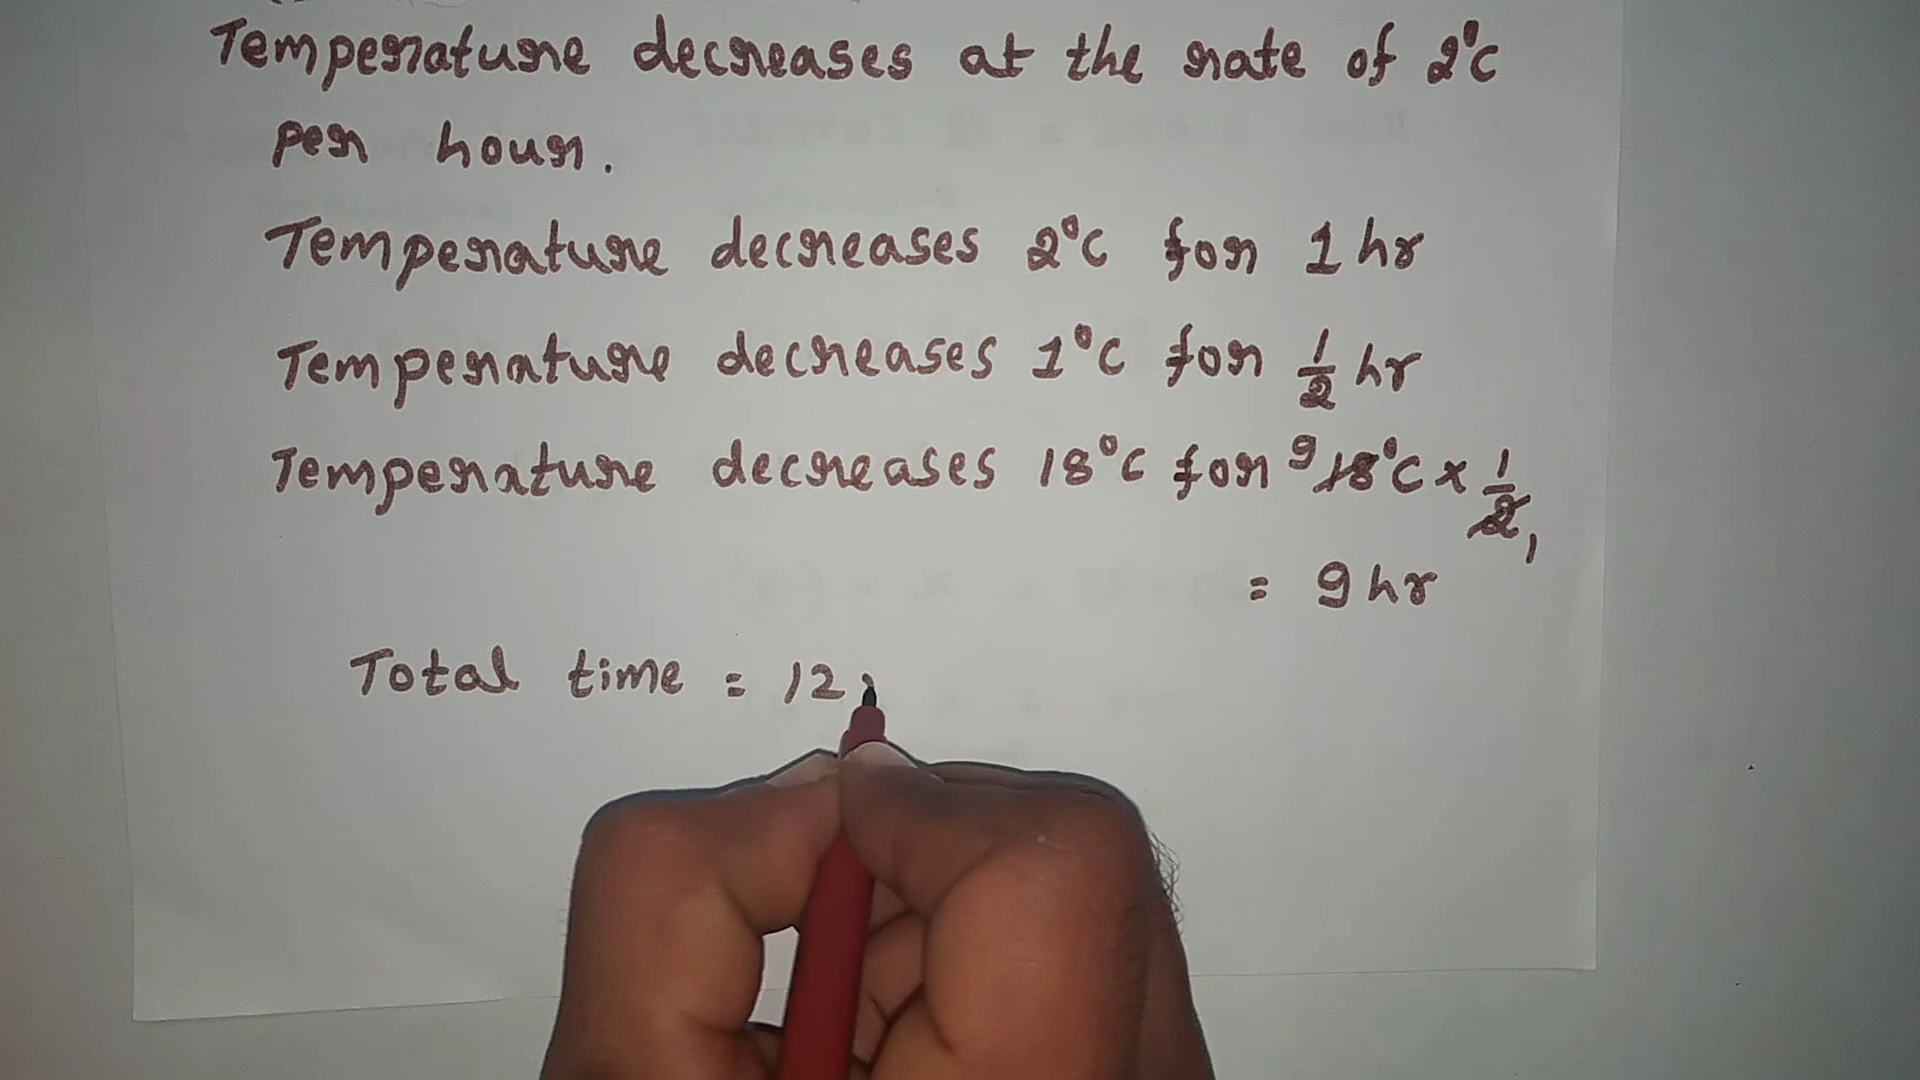 Temperature decreases at the rate of 2°C
per hour.
Temperature decreases 2°C for 1 hr
Temperature decreases 1°C for 1/2 hr
Temperature decreases 18°C for 9 18°C x 1/2 1
= 9 hr
Total time = 12